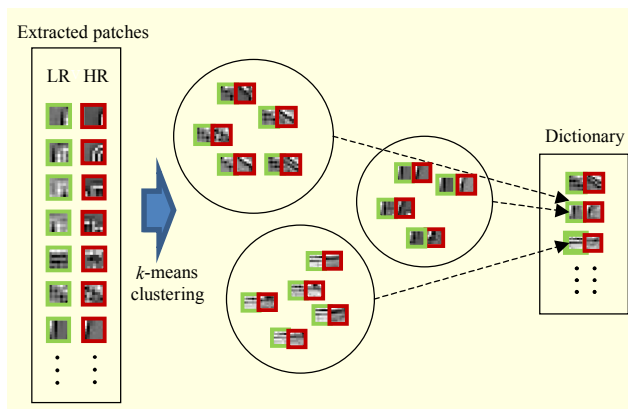 Extracted patches
LR HR
k-means
clustering
Dictionary